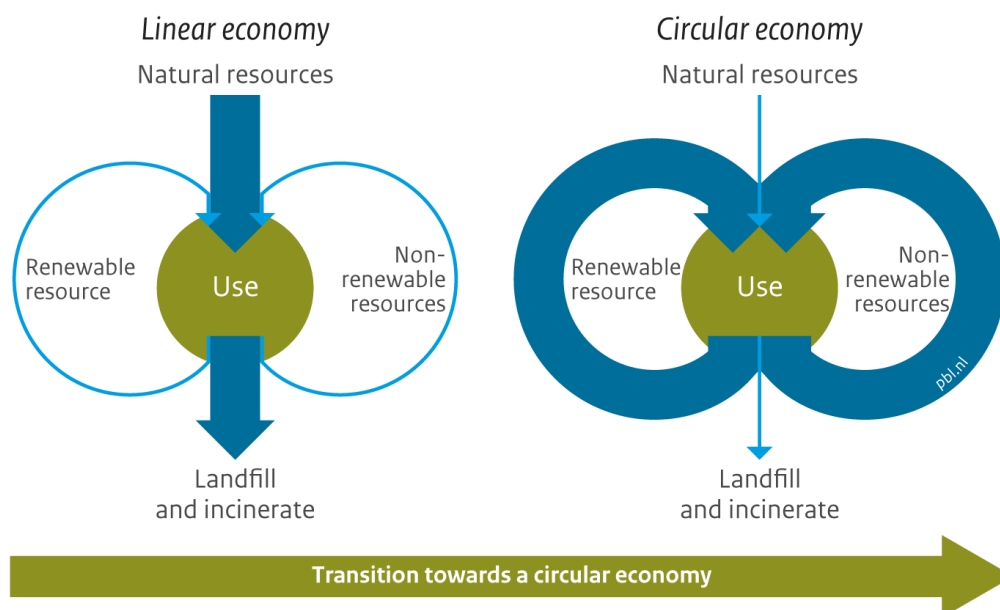 Linear economy
Natural resources
Renewable
resource
Use
Non-
renewable
resources
Landfill
and incinerate
Circular economy
Natural resources
Renewable
resource
Use
Non-
renewable
resources
pbl.nl
Landfill
and incinerate
Transition towards a circular economy